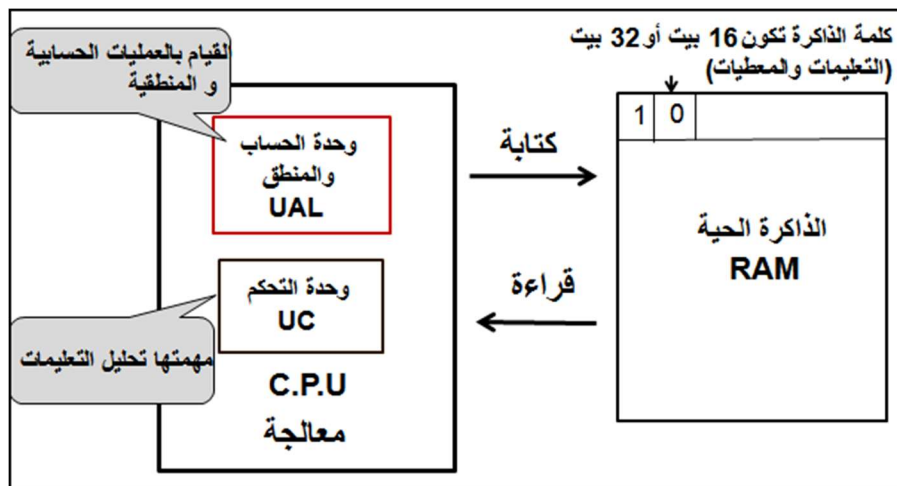 القيام بالعمليات الحسابية
و المنطقية
كلمة الذاكرة تكون 16 بيت أو 32 بيت
(التعليمات والمعطيات)
1 0
وحدة الحساب
والمنطق
UAL
كتابة
الذاكرة الحية
RAM
وحدة التحكم
UC
قراءة
مهمتها تحليل التعليمات
C.P.U
معالجة